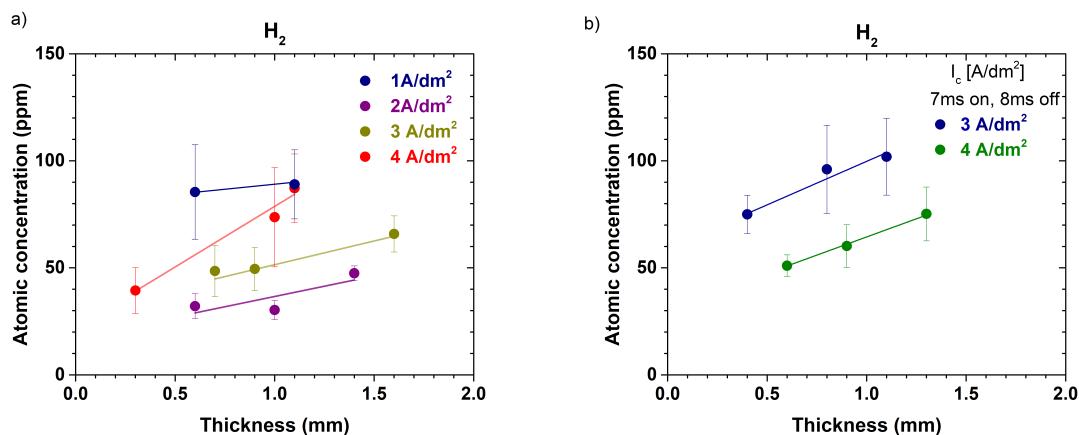 a)
H2
Atomic concentration (ppm)
150
100
50
0
1A/dm2
2A/dm2
3 A/dm2
4 A/dm2
0.0 0.5 1.0 1.5 2.0
Thickness (mm)
b)
H2
Atomic concentration (ppm)
150
100
50
0
Ic [A/dm2]
7ms on, 8ms off
3 A/dm2
4 A/dm2
0.0 0.5 1.0 1.5 2.0
Thickness (mm)